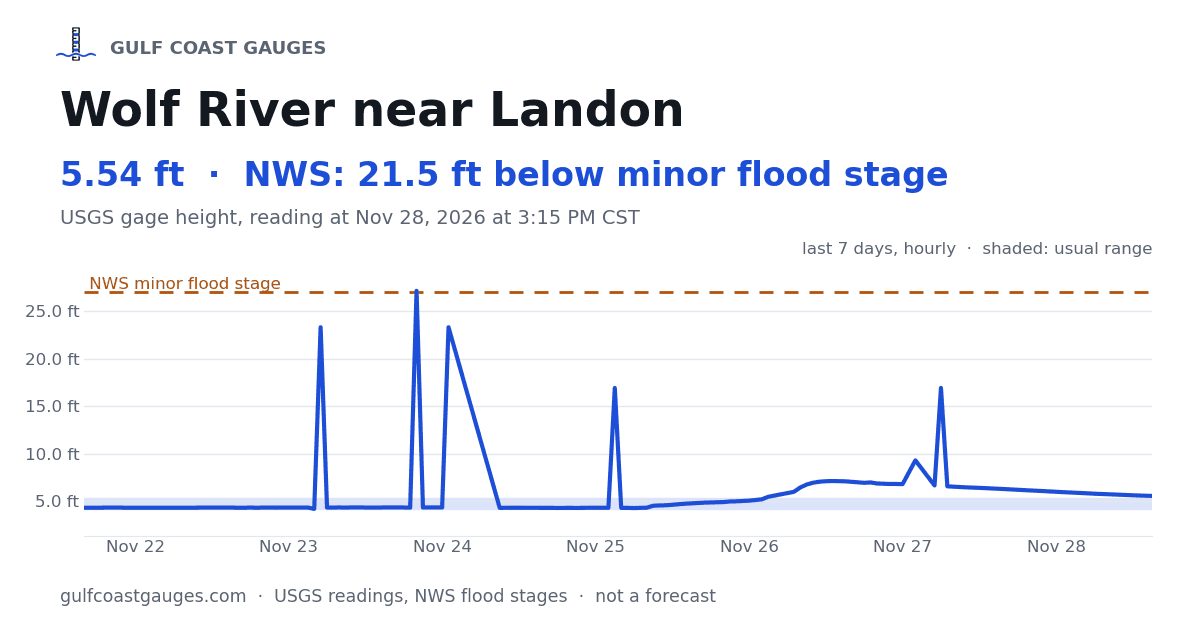 GULF COAST GAUGES
Wolf River near Landon
5.54 ft · NWS: 21.5 ft below minor flood stage
USGS gage height, reading at Nov 28, 2026 at 3:15 PM CST
last 7 days, hourly · shaded: usual range
NWS minor flood stage
25.0 ft
20.0 ft
15.0 ft
10.0 ft
5.0 ft
Nov 22 Nov 23 Nov 24 Nov 25 Nov 26 Nov 27 Nov 28
gulfcoastgauges.com · USGS readings, NWS flood stages · not a forecast